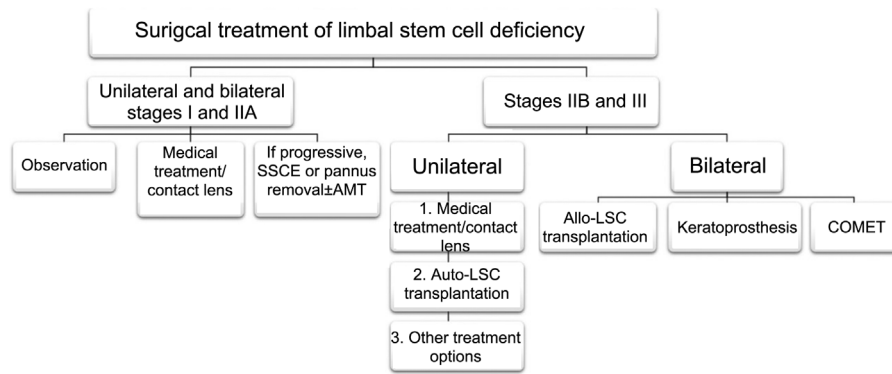 Surigcal treatment of limbal stem cell deficiency
Unilateral and bilateral
stages I and IIA
Stages IIB and III
Observation
Medical
treatment/
contact lens
If progressive,
SSCE or pannus
removal±AMT
Unilateral
Bilateral
1. Medical
treatment/contact
lens
2. Auto-LSC
transplantation
3. Other treatment
options
Allo-LSC
transplantation
Keratoprosthesis
COMET